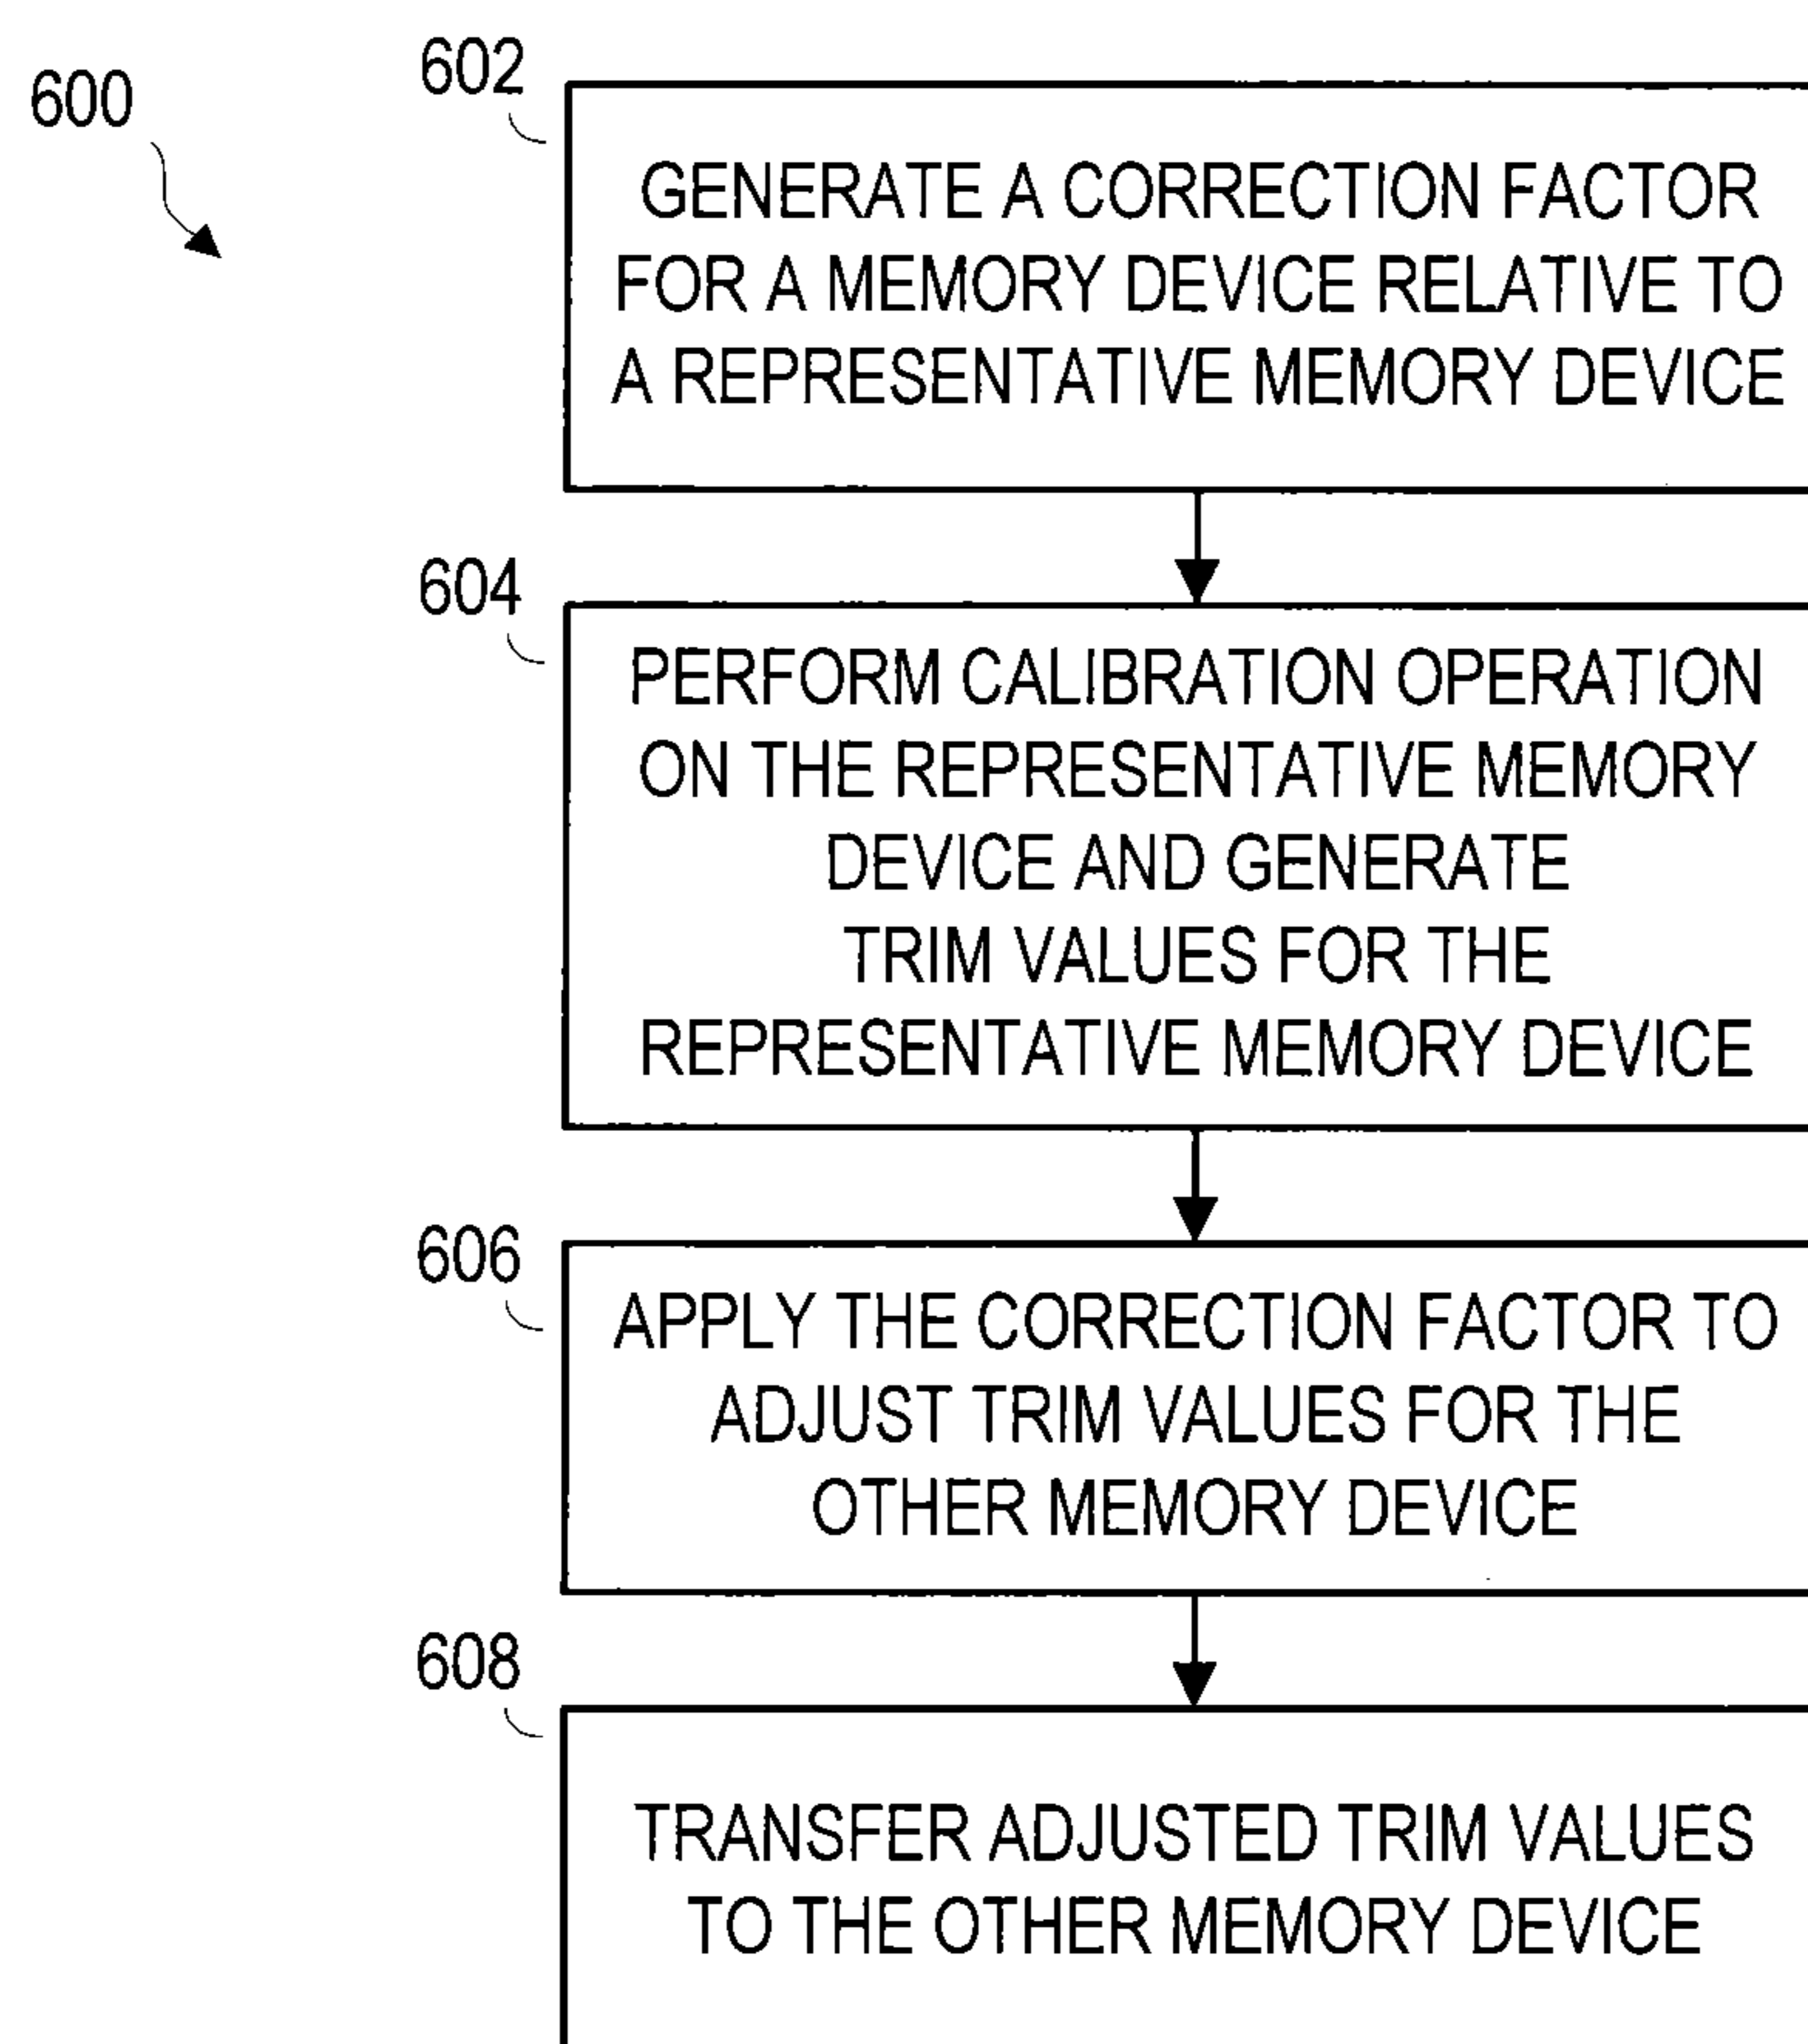 600
602
GENERATE A CORRECTION FACTOR
FOR A MEMORY DEVICE RELATIVE TO
A REPRESENTATIVE MEMORY DEVICE
604
PERFORM CALIBRATION OPERATION
ON THE REPRESENTATIVE MEMORY
DEVICE AND GENERATE
TRIM VALUES FOR THE
REPRESENTATIVE MEMORY DEVICE
606
APPLY THE CORRECTION FACTOR TO
ADJUST TRIM VALUES FOR THE
OTHER MEMORY DEVICE
608
TRANSFER ADJUSTED TRIM VALUES
TO THE OTHER MEMORY DEVICE